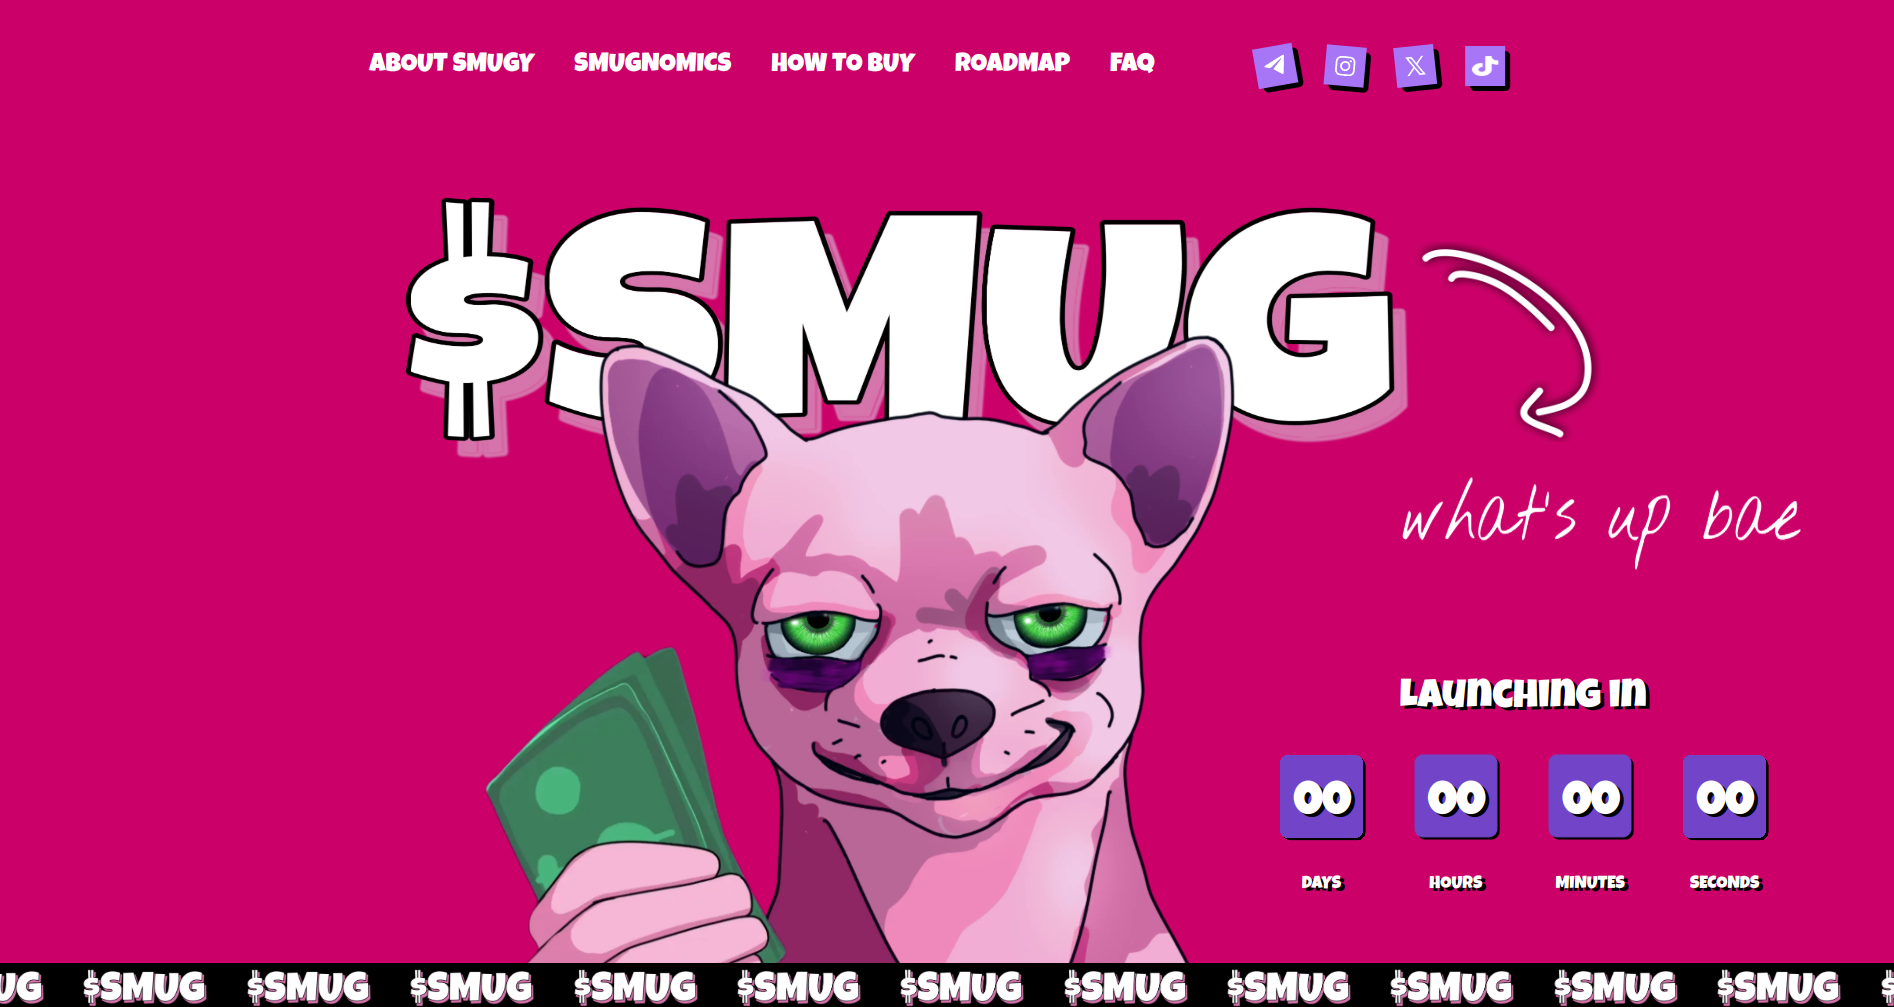 ABOUT SMUGY SMUGNOMICS HOW TO BUY ROADMAP FAQ
$SMUG
what's up bae
LAUNCHING IN
00 00 00 00
DAYS HOURS MINUTES SECONDS
UG $SMUG $SMUG $SMUG $SMUG $SMUG $SMUG $SMUG $SMUG $SMUG $SMUG $SMUG $